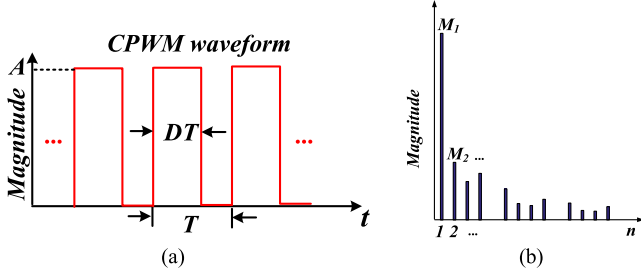 CPWM waveform
A
Magnitude
...
DT
...
T
t
(a)
M1
M2 ...
Magnitude
1 2 ...
n
(b)